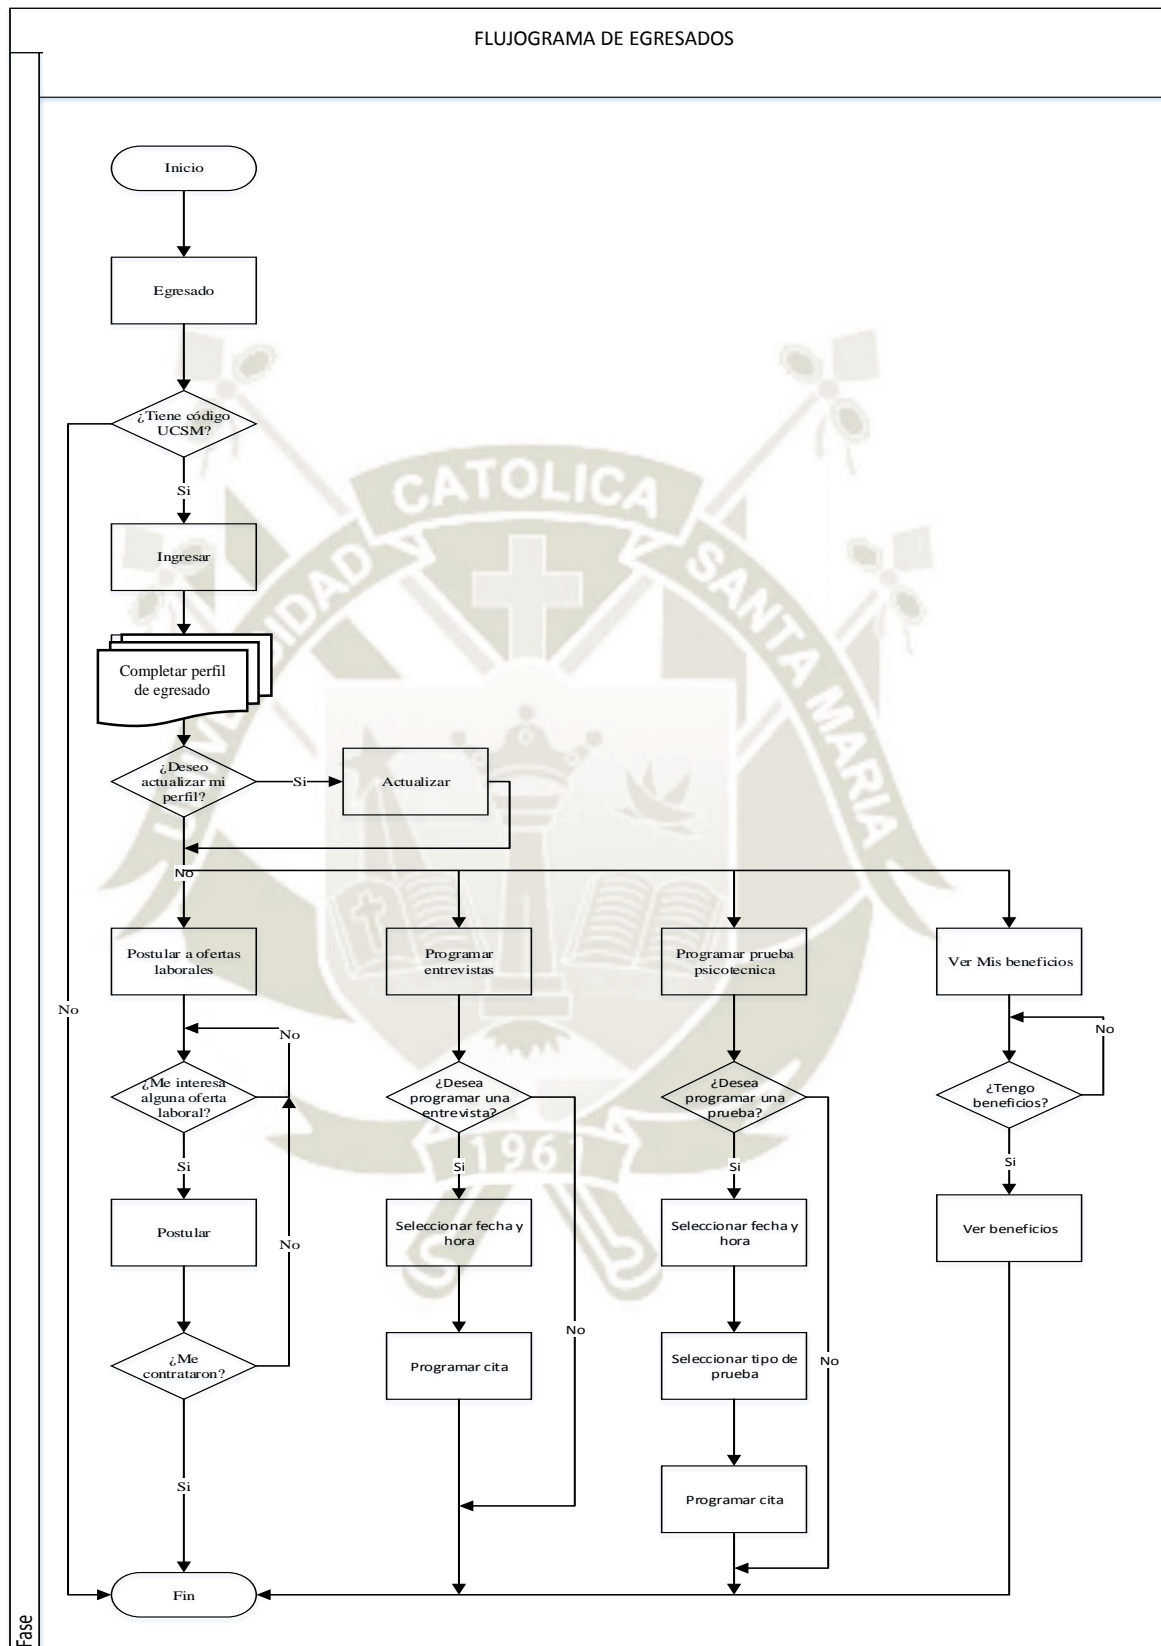 FLUJOGRAMA DE EGRESADOS
Inicio
Egresado
¿Tiene código
UCSM?
Si
Ingresar
Completar perfil
de egresado
¿Deseo
actualizar mi
perfil?
Si
Actualizar
No
Postular a ofertas
laborales
Programar
entrevistas
Programar prueba
psicotecnica
Ver Mis beneficios
No
No
No
¿Me interesa
alguna oferta
laboral?
¿Desea
programar una
entrevista?
¿Desea
programar una
prueba?
¿Tengo
beneficios?
Si
Si
Si
Si
Postular
Seleccionar fecha y
hora
Seleccionar fecha y
hora
Ver beneficios
No
No
No
¿Me
contrataron?
Programar cita
Seleccionar tipo de
prueba
Si
Programar cita
Fin
Fase
UNIVERSIDAD
CATOLICA
SANTA MARIA
196